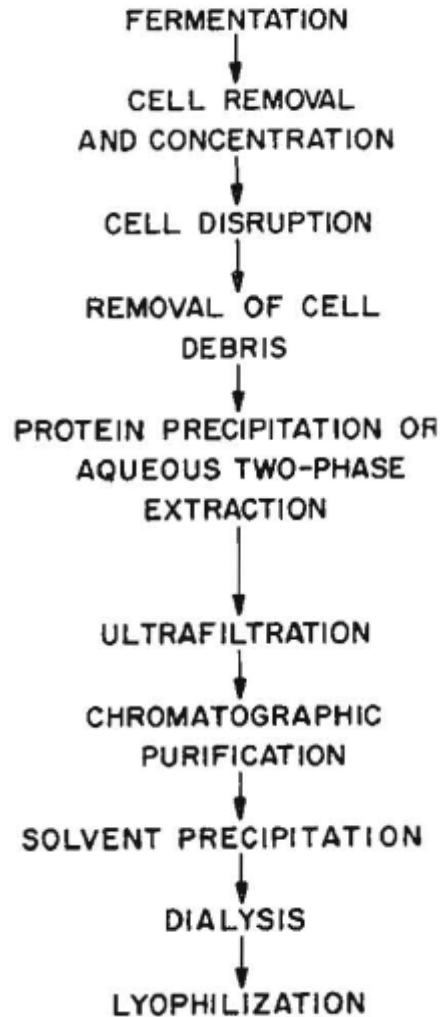 FERMENTATION
CELL REMOVAL
AND CONCENTRATION
CELL DISRUPTION
REMOVAL OF CELL
DEBRIS
PROTEIN PRECIPITATION OR
AQUEOUS TWO-PHASE
EXTRACTION
ULTRAFILTRATION
CHROMATOGRAPHIC
PURIFICATION
SOLVENT PRECIPITATION
DIALYSIS
LYOPHILIZATION